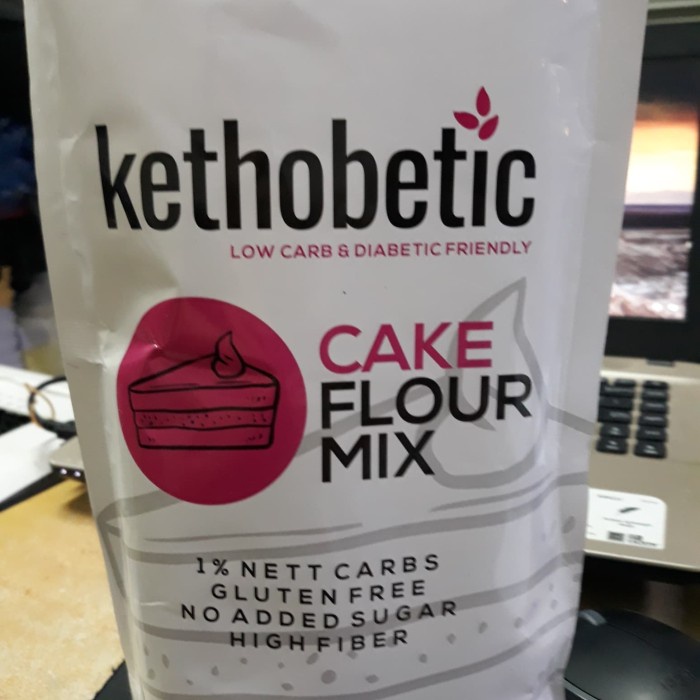 kethobetic
LOW CARB & DIABETIC FRIENDLY
CAKE
FLOUR
MIX
1% NETT CARBS
GLUTEN FREE
NO ADDED SUGAR
HIGH FIBER